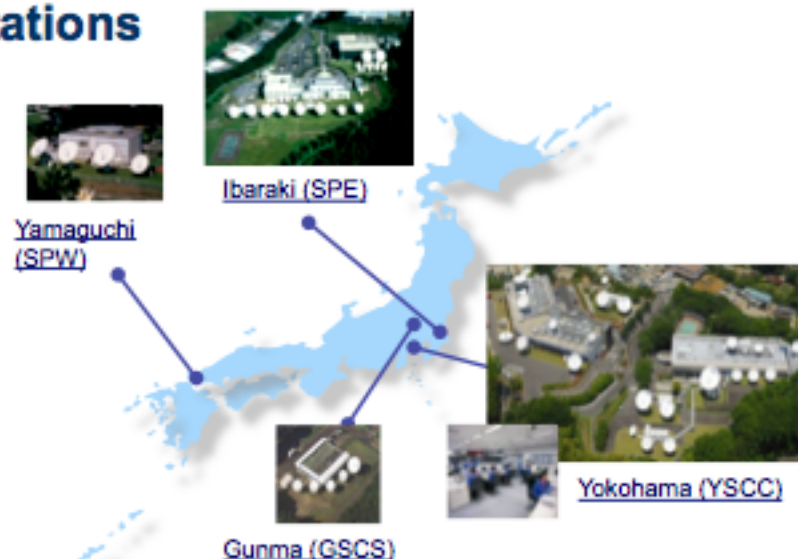 ations
Ibaraki (SPE)
Yamaguchi
(SPW)
Yokohama (YSCC)
Gunma (GSCS)